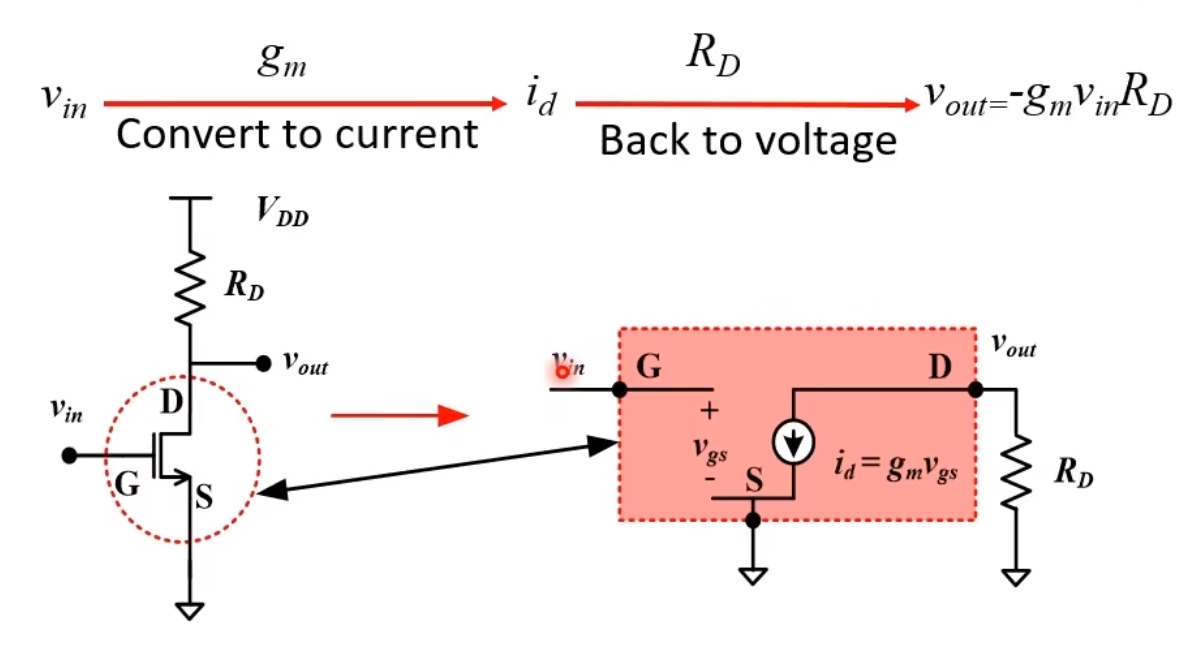 gm
RD
vin
id
vout=-gmvinRD
Convert to current
Back to voltage
VDD
RD
vout
vin
D
G
S
vin
G
D
vout
+
vgs
-
S
id = gmvgs
RD